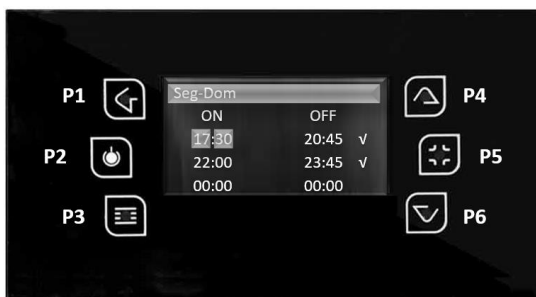 Seg-Dom
ON OFF
17:30 20:45 √
22:00 23:45 √
00:00 00:00
P1
P2
P3
P4
P5
P6